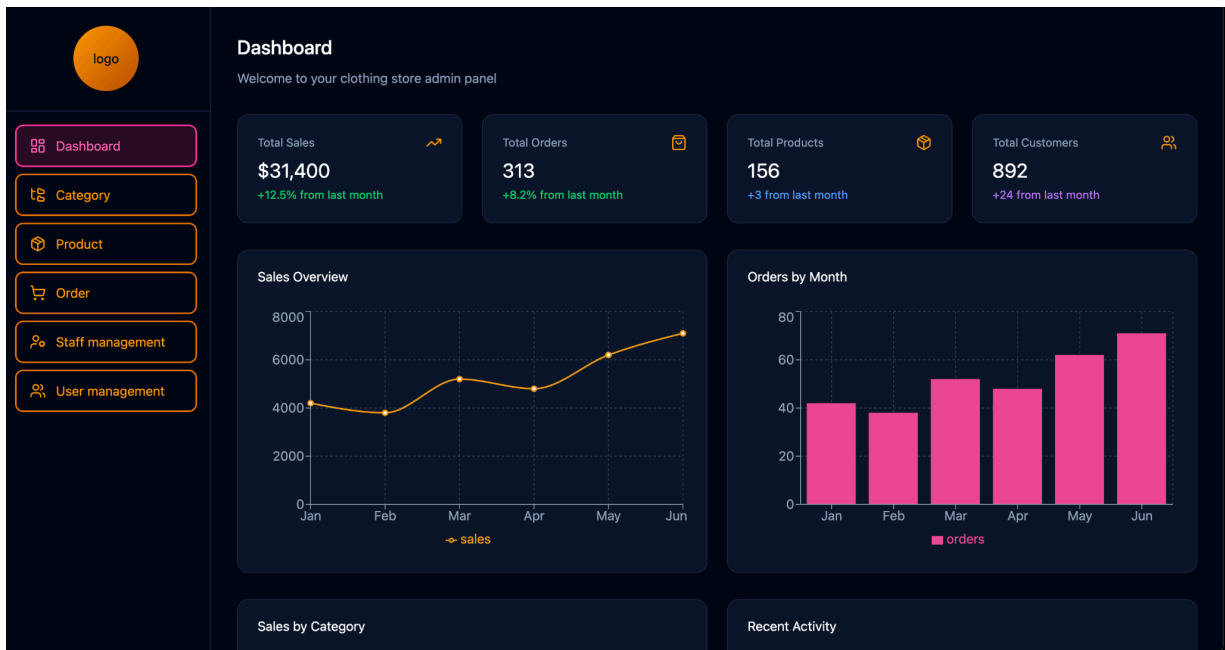 logo
Dashboard
Category
Product
Order
Staff management
User management
Dashboard
Welcome to your clothing store admin panel
Total Sales
$31,400
+12.5% from last month
Total Orders
313
+8.2% from last month
Total Products
156
+3 from last month
Total Customers
892
+24 from last month
Sales Overview
8000
6000
4000
2000
0
Jan Feb Mar Apr May Jun
sales
Orders by Month
80
60
40
20
0
Jan Feb Mar Apr May Jun
orders
Sales by Category
Recent Activity